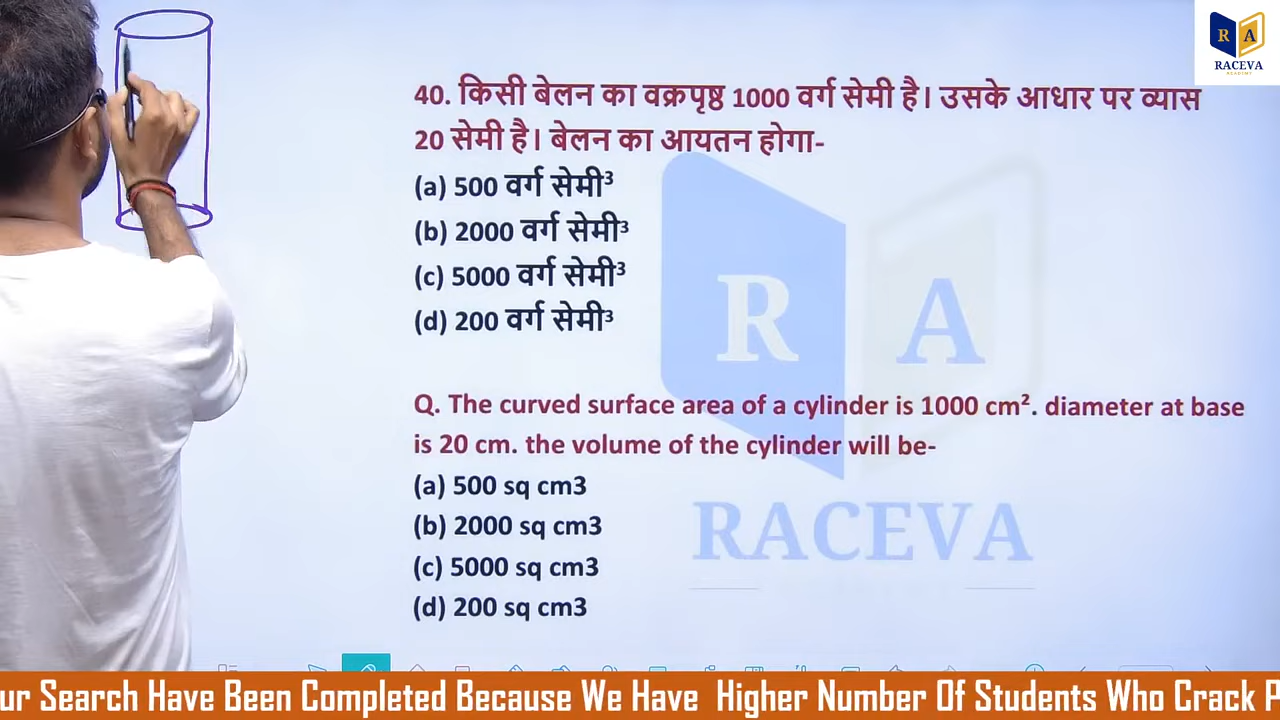 R A
RACEVA
ACADEMY
40. किसी बेलन का वक्रपृष्ठ 1000 वर्ग सेमी है। उसके आधार पर व्यास
20 सेमी है। बेलन का आयतन होगा-
(a) 500 वर्ग सेमी³
(b) 2000 वर्ग सेमी³
(c) 5000 वर्ग सेमी³
(d) 200 वर्ग सेमी³
R A
Q. The curved surface area of a cylinder is 1000 cm². diameter at base
is 20 cm. the volume of the cylinder will be-
(a) 500 sq cm3
(b) 2000 sq cm3
(c) 5000 sq cm3
(d) 200 sq cm3
RACEVA
ur Search Have Been Completed Because We Have Higher Number Of Students Who Crack P